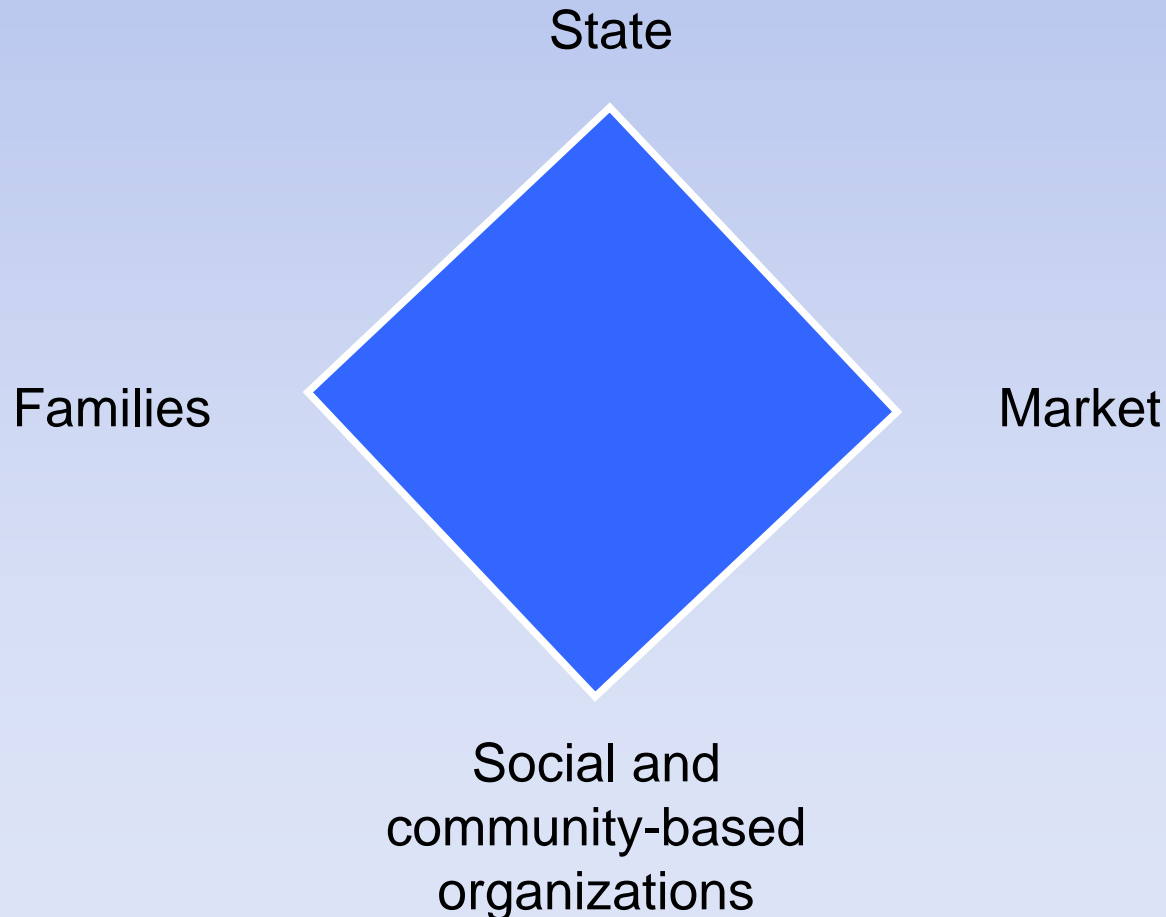 State
Families
Market
Social and
community-based
organizations